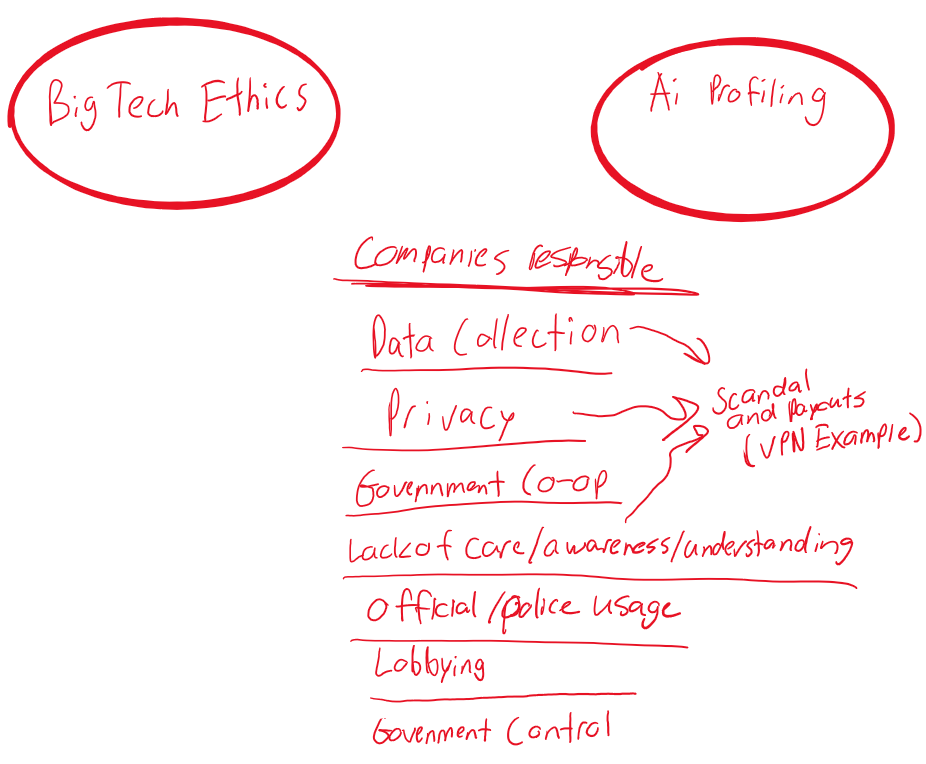 Big Tech Ethics
Ai Profiling
Companies responsible
Data Collection
Privacy
Scandal
and payouts
(VPN Example)
Government Co-op
Lack of care/awareness/understanding
Official/police usage
Lobbying
Govenment Control